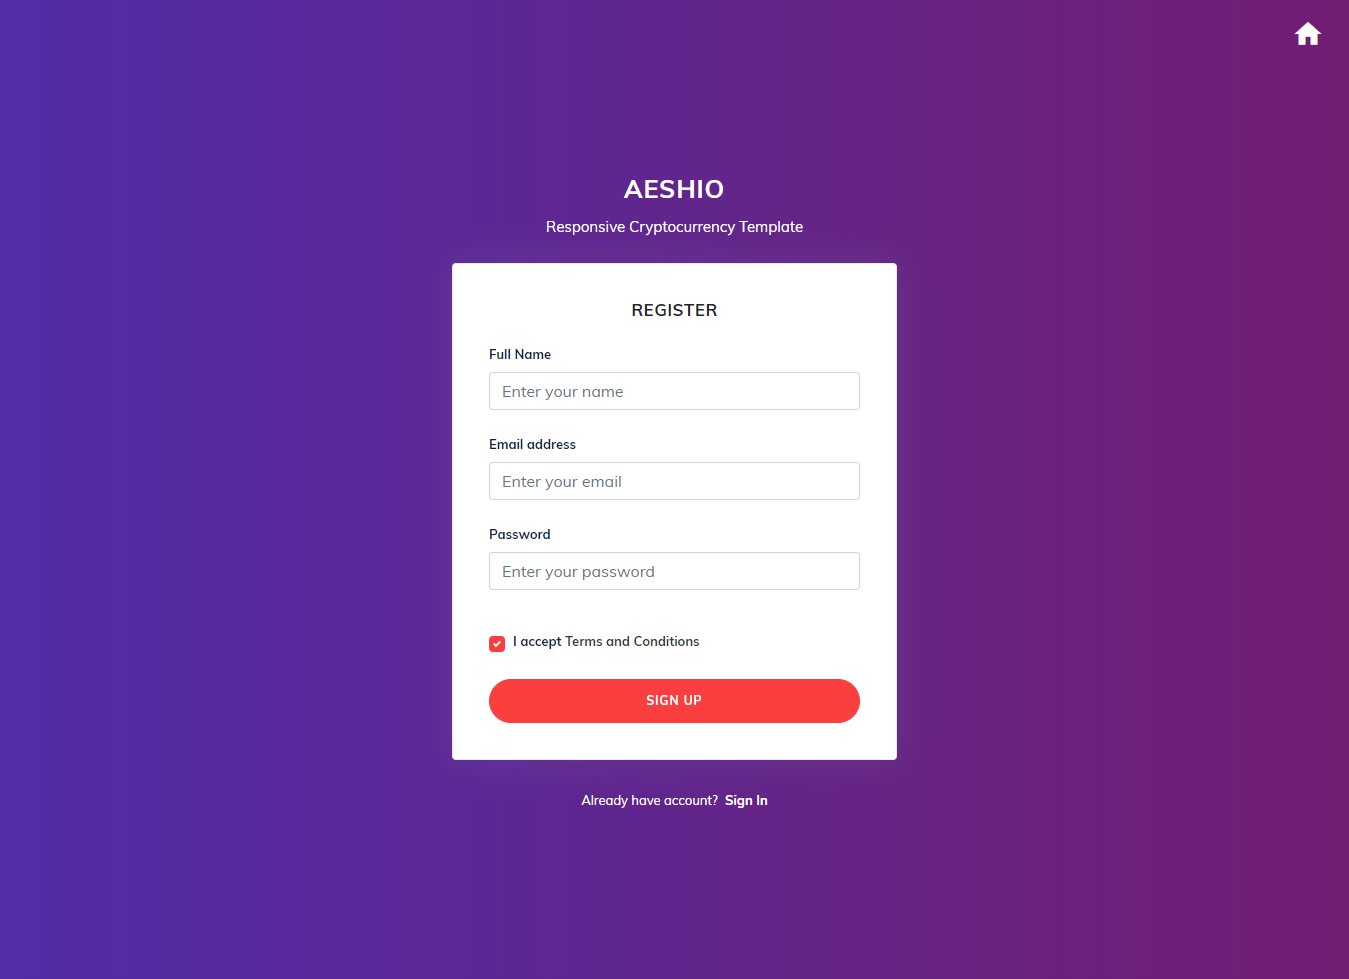 AESHIO
Responsive Cryptocurrency Template
REGISTER
Full Name
Enter your name
Email address
Enter your email
Password
Enter your password
I accept Terms and Conditions
SIGN UP
Already have account? Sign In